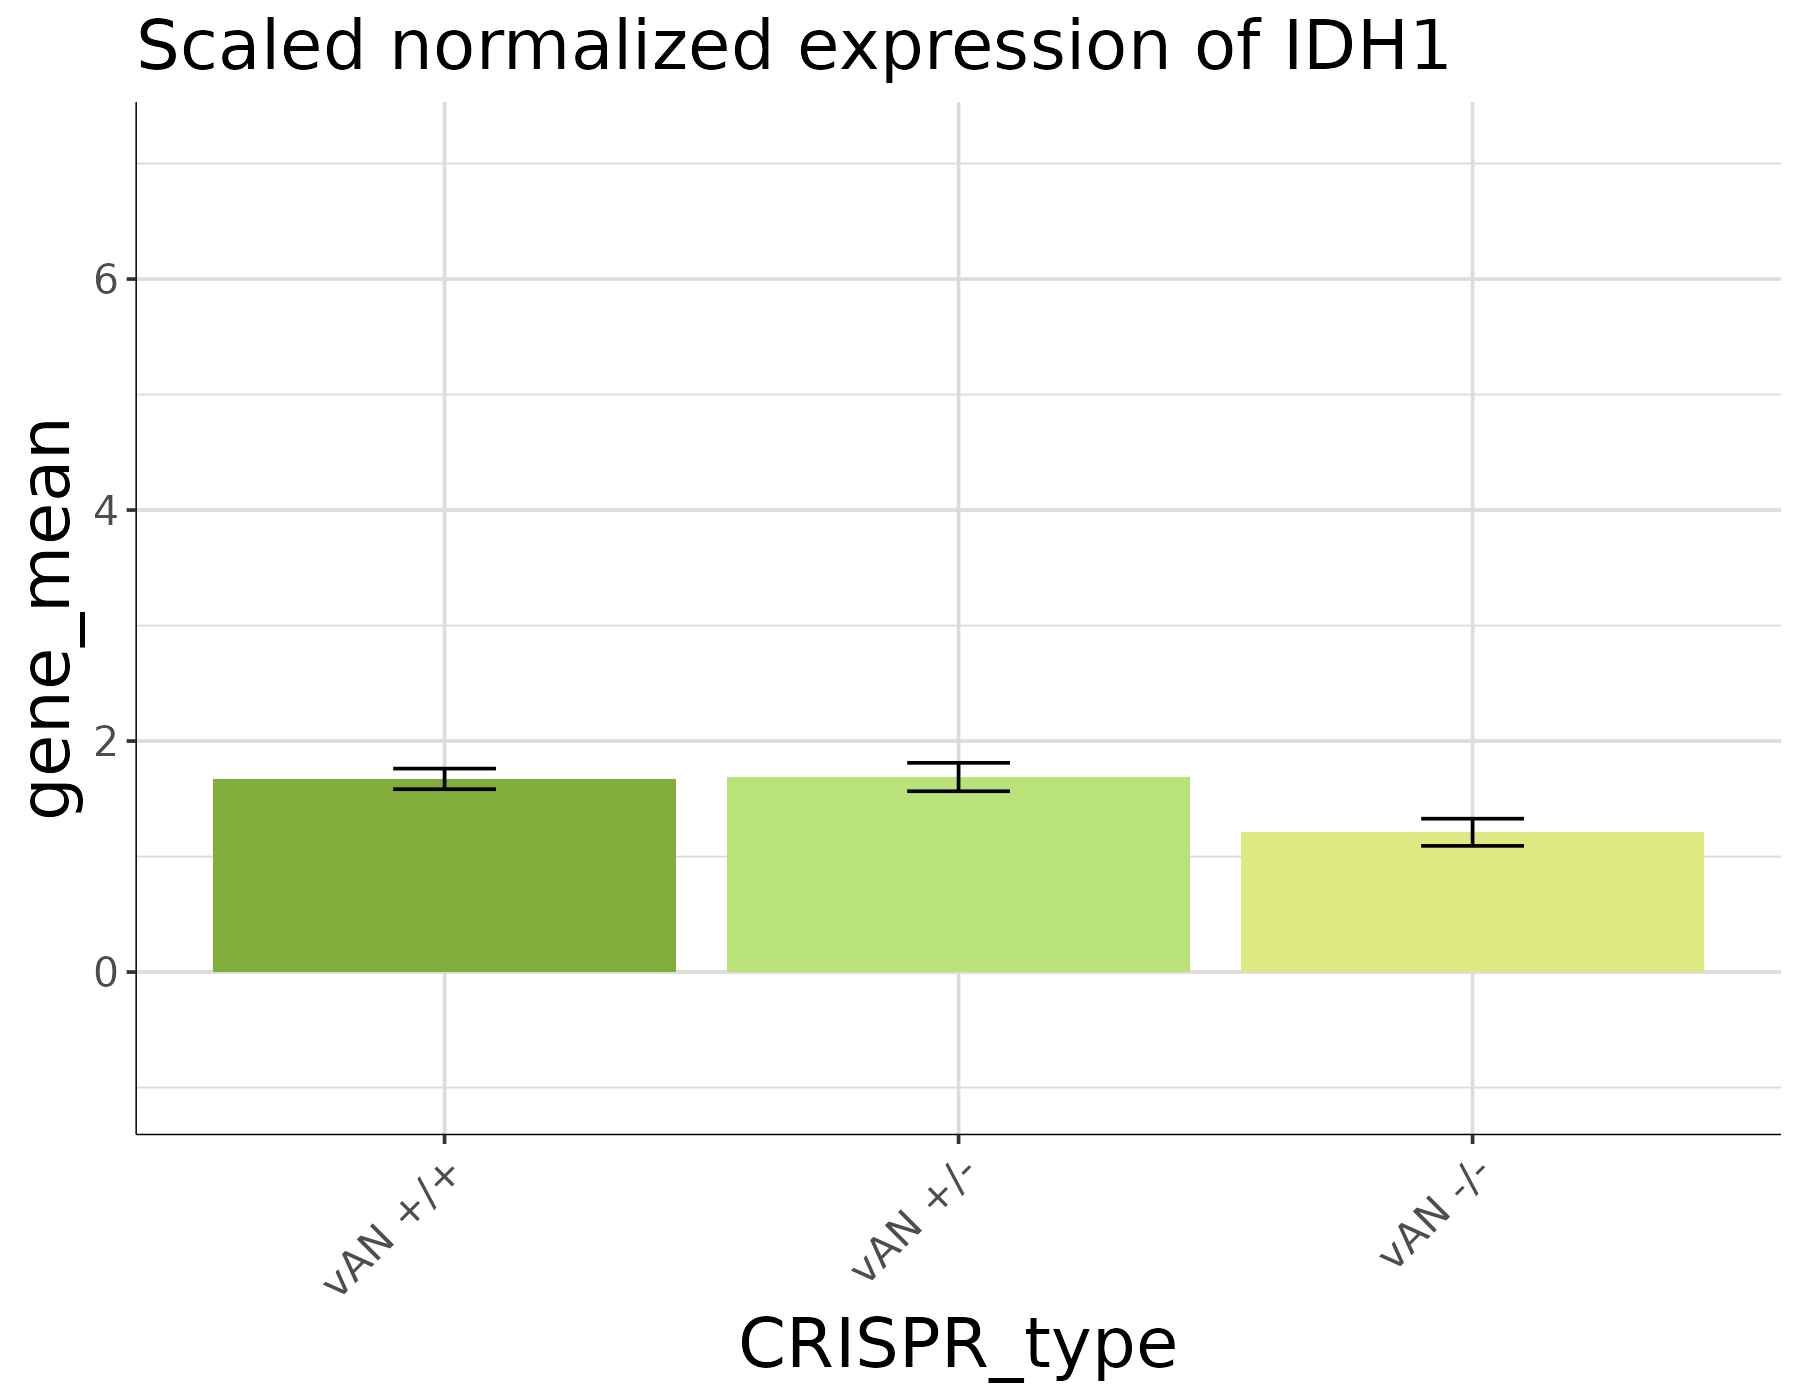 Scaled normalized expression of IDH1
gene_mean
6
4
2
0
vAN +/+
vAN +/-
vAN -/-
CRISPR_type